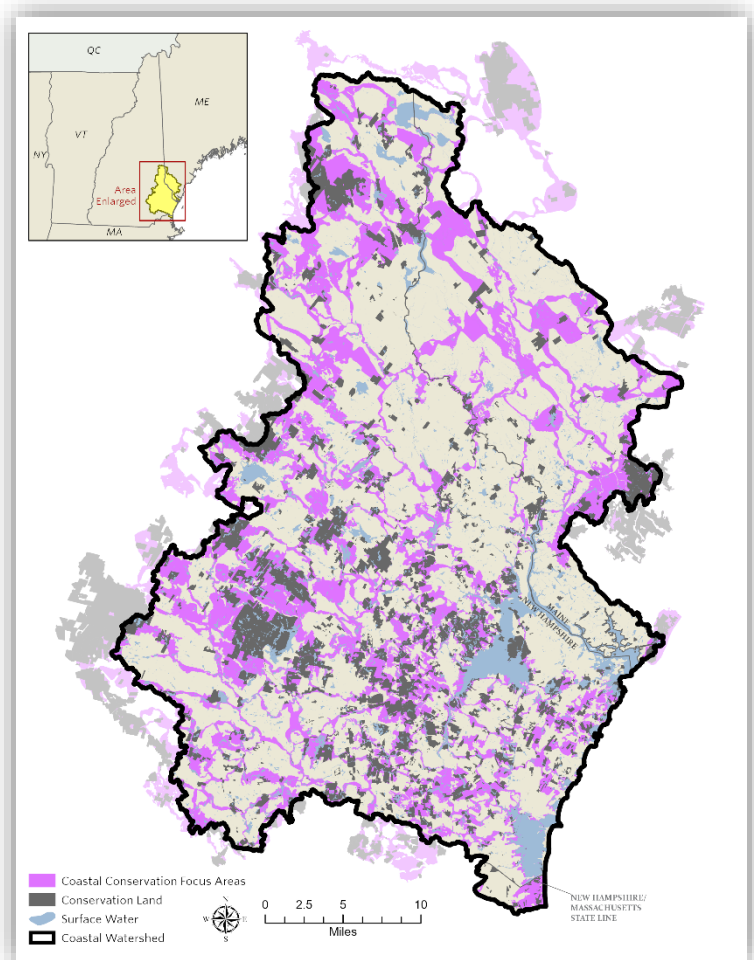 QC
ME
VT
NY
Area
Enlarged
MA
MAINE
NEW HAMPSHIRE
Coastal Conservation Focus Areas
Conservation Land
Surface Water
Coastal Watershed
N
W
E
S
0 2.5 5 10
Miles
NEW HAMPSHIRE/
MASSACHUSETTS
STATE LINE